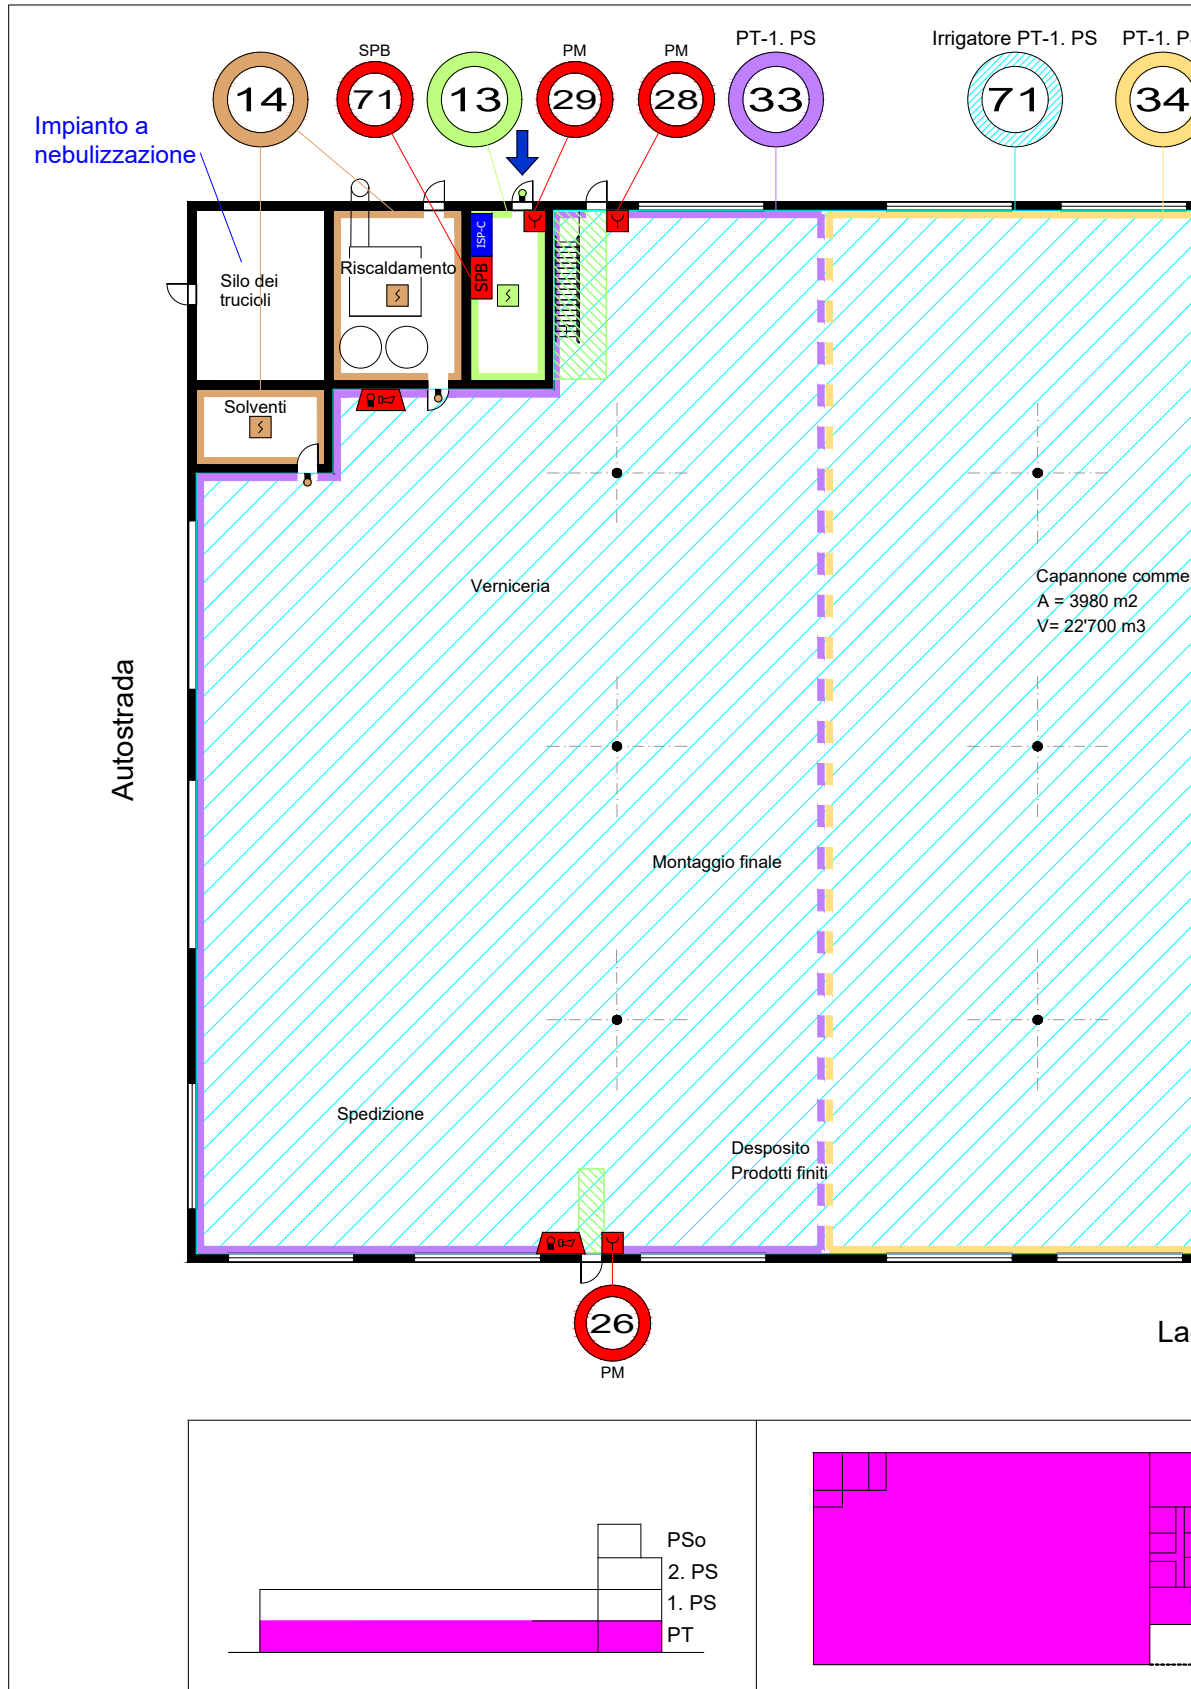 SPB
PM
PM
PT-1. PS
Irrigatore PT-1. PS
PT-1. P
14
71
13
29
28
33
71
34
Impianto a
nebulizzazione
ISP-C
SPB
Riscaldamento
Silo dei
trucioli
Solventi
Verniceria
Capannone comme
A = 3980 m2
V= 22'700 m3
Autostrada
Montaggio finale
Spedizione
Desposito
Prodotti finiti
26
PM
La
PSo
2. PS
1. PS
PT